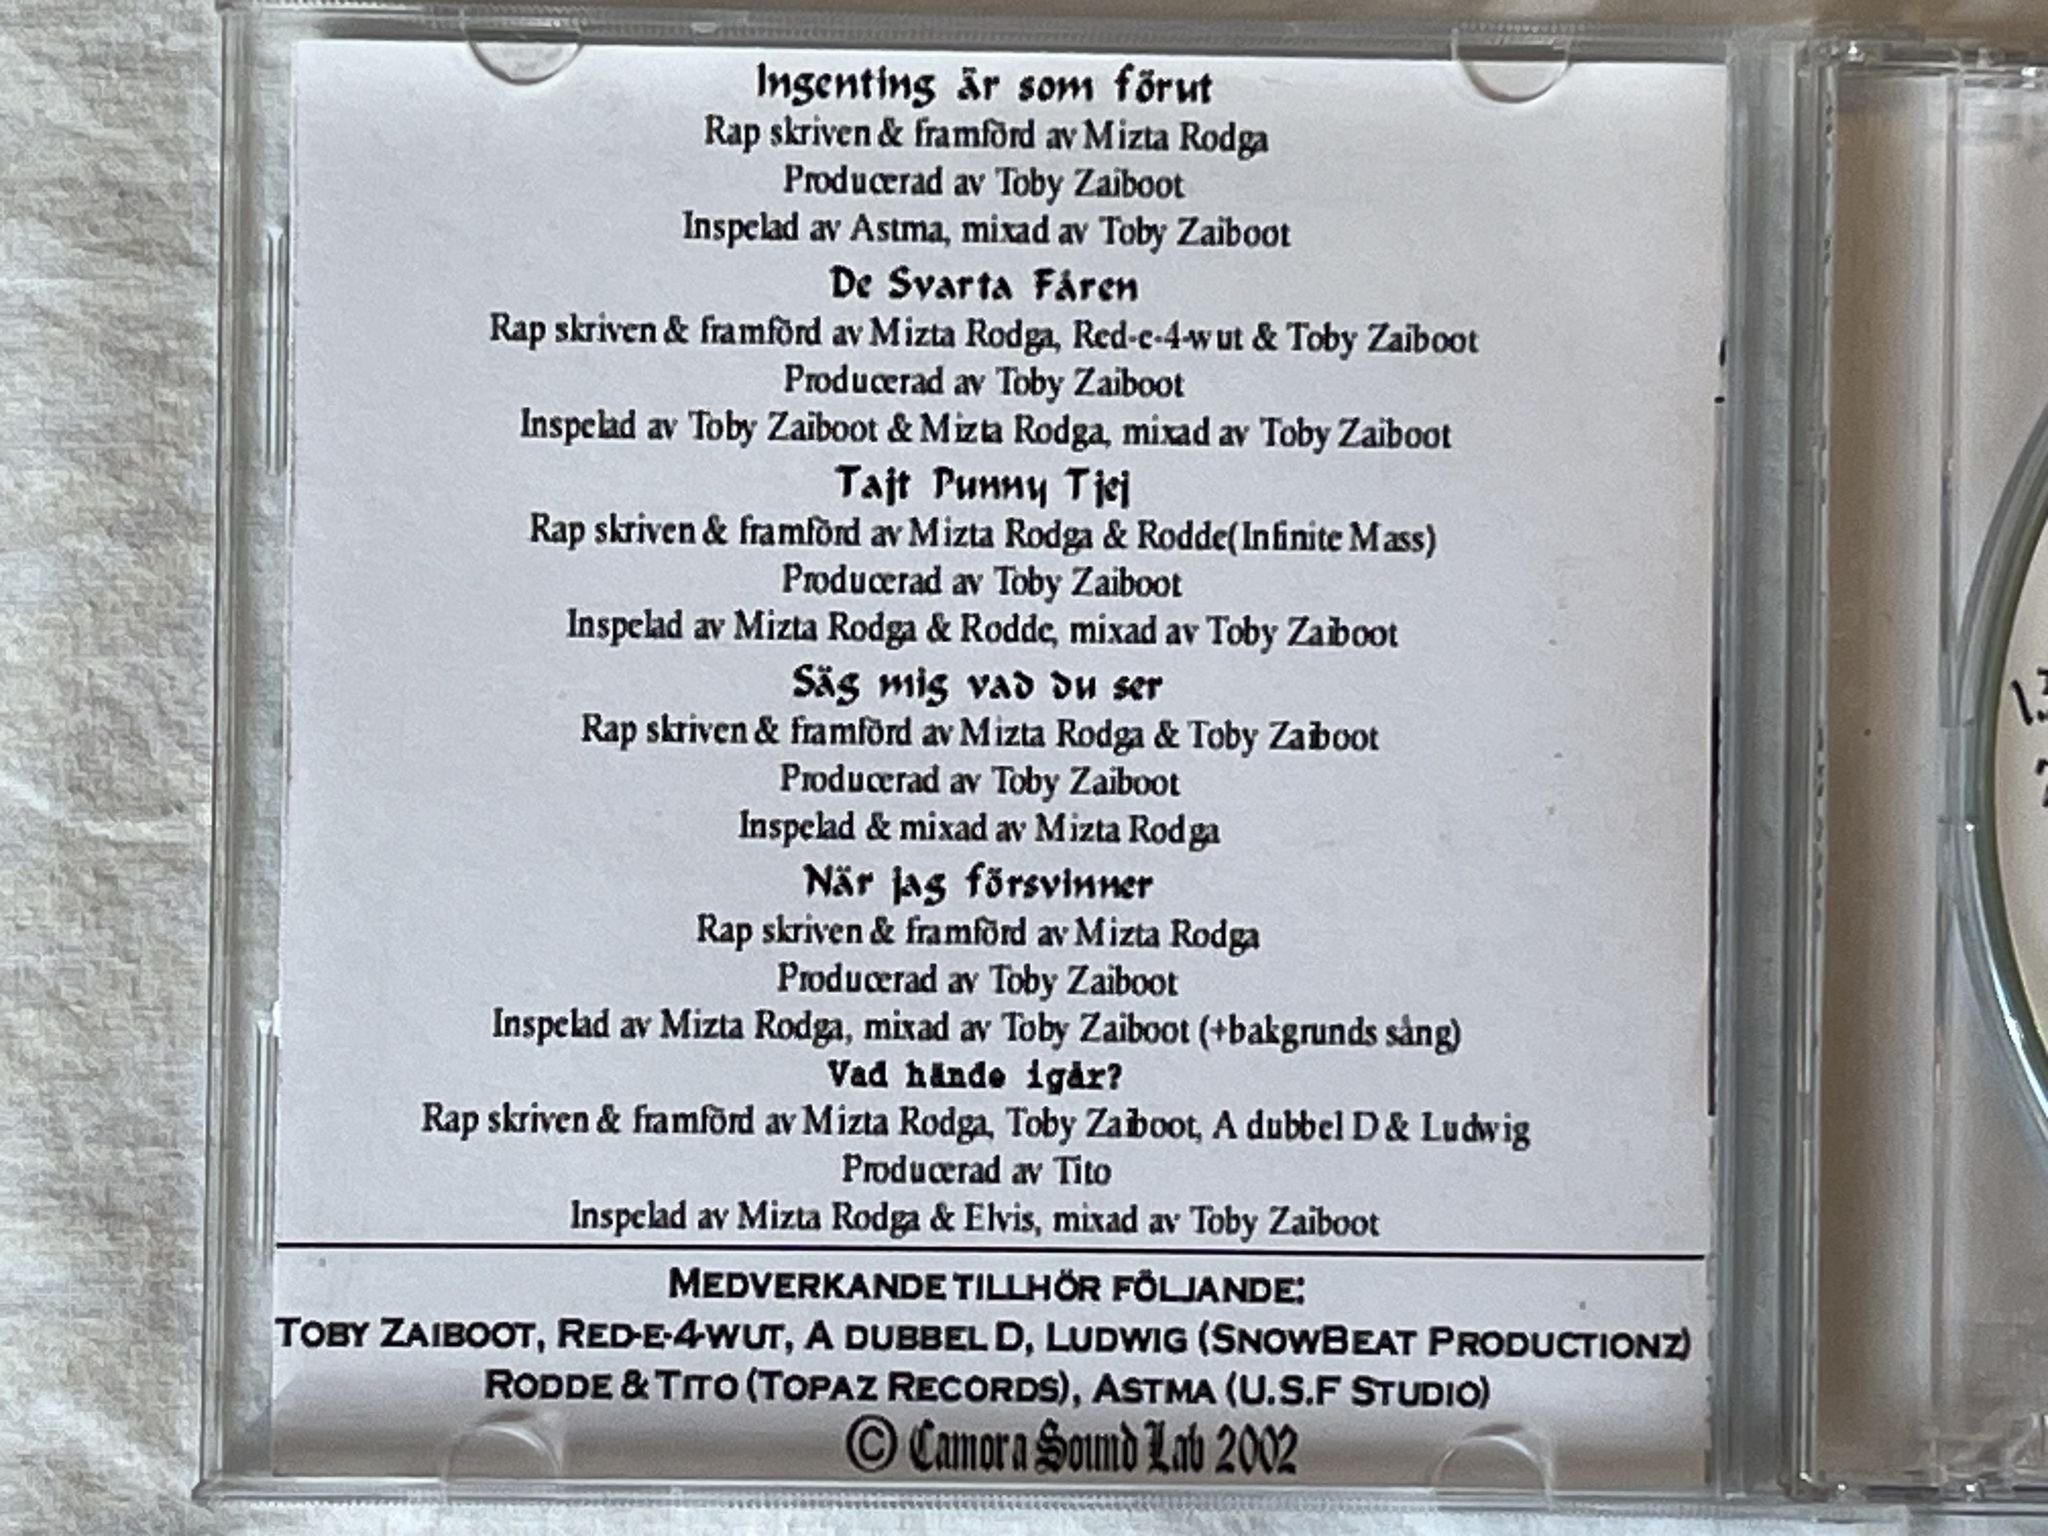 Ingenting är som förut
Rap skriven & framförd av Mizta Rodga
Producerad av Toby Zaiboot
Inspelad av Astma, mixad av Toby Zaiboot
De Svarta Fåren
Rap skriven & framförd av Mizta Rodga, Red-e-4-wut & Toby Zaiboot
Producerad av Toby Zaiboot
Inspelad av Toby Zaiboot & Mizta Rodga, mixad av Toby Zaiboot
Tajt Punny Tjej
Rap skriven & framförd av Mizta Rodga & Rodde(Infinite Mass)
Producerad av Toby Zaiboot
Inspelad av Mizta Rodga & Rodde, mixad av Toby Zaiboot
Säg mig vad du ser
Rap skriven & framförd av Mizta Rodga & Toby Zaiboot
Producerad av Toby Zaiboot
Inspelad & mixad av Mizta Rodga
När jag försvinner
Rap skriven & framförd av Mizta Rodga
Producerad av Toby Zaiboot
Inspelad av Mizta Rodga, mixad av Toby Zaiboot (+bakgrunds sång)
Vad hände igår?
Rap skriven & framförd av Mizta Rodga, Toby Zaiboot, A dubbel D & Ludwig
Producerad av Tito
Inspelad av Mizta Rodga & Elvis, mixad av Toby Zaiboot
MEDVERKANDE TILLHÖR FÖLJANDE:
TOBY ZAIBOOT, RED-E-4-WUT, A DUBBEL D, LUDWIG (SNOWBEAT PRODUCTIONZ)
RODDE & TITO (TOPAZ RECORDS), ASTMA (U.S.F STUDIO)
© Camora Sound Lab 2002